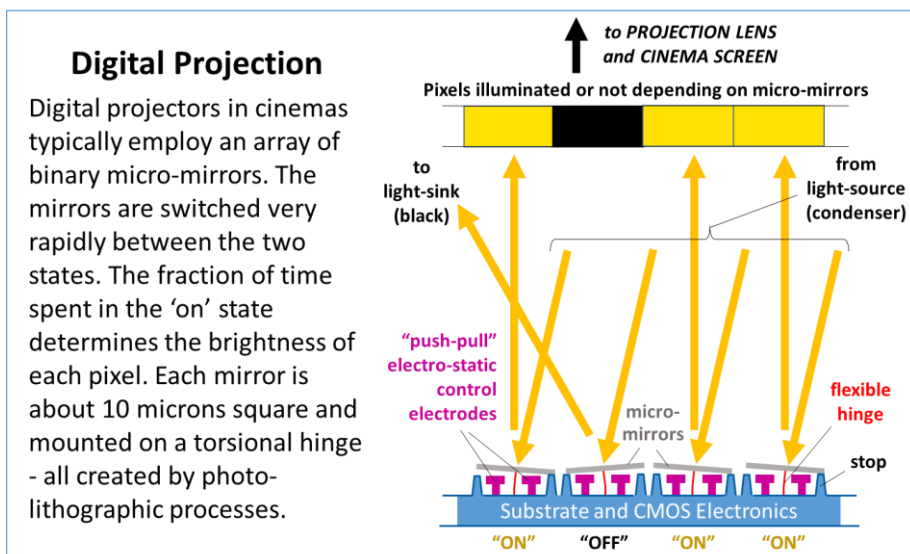 Digital Projection
Digital projectors in cinemas
typically employ an array of
binary micro-mirrors. The
mirrors are switched very
rapidly between the two
states. The fraction of time
spent in the ‘on’ state
determines the brightness of
each pixel. Each mirror is
about 10 microns square and
mounted on a torsional hinge
- all created by photo-
lithographic processes.
to PROJECTION LENS
and CINEMA SCREEN
Pixels illuminated or not depending on micro-mirrors
to
light-sink
(black)
from
light-source
(condenser)
“push-pull”
electro-static
control
electrodes
micro-
mirrors
flexible
hinge
stop
Substrate and CMOS Electronics
“ON” “OFF” “ON” “ON”